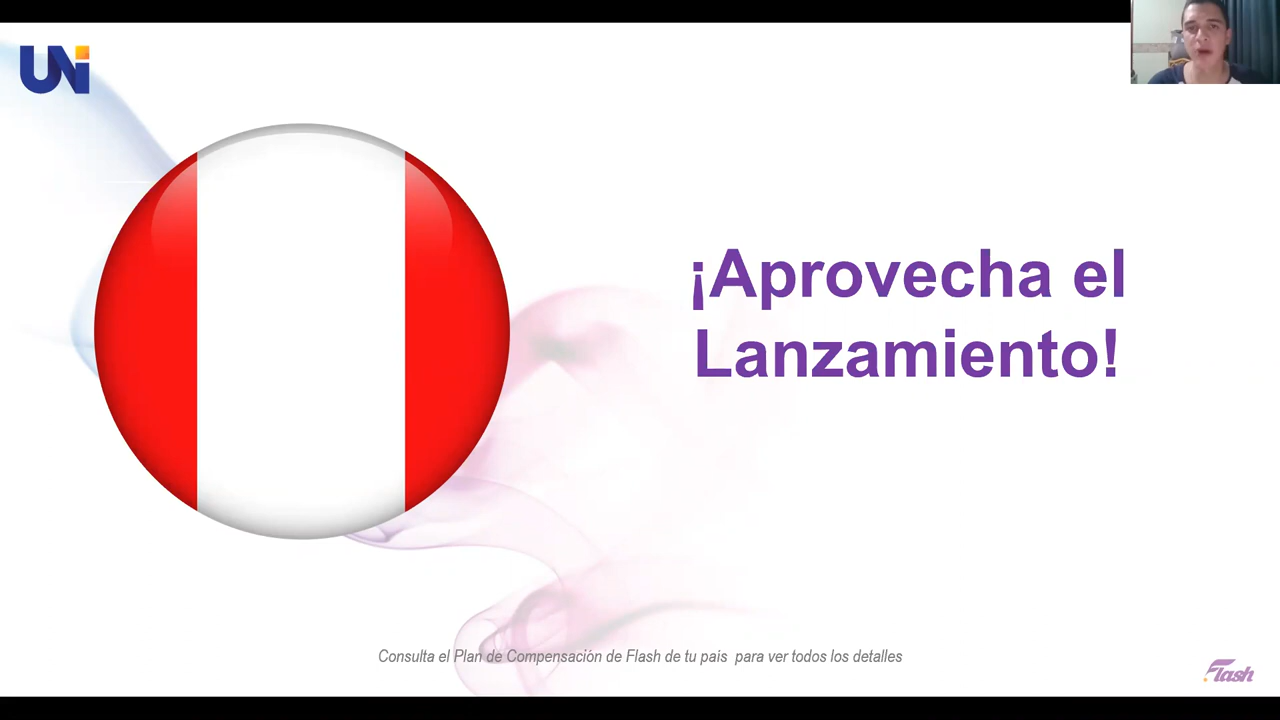 UNi
¡Aprovecha el
Lanzamiento!
Consulta el Plan de Compensación de Flash de tu pais para ver todos los detalles
Flash